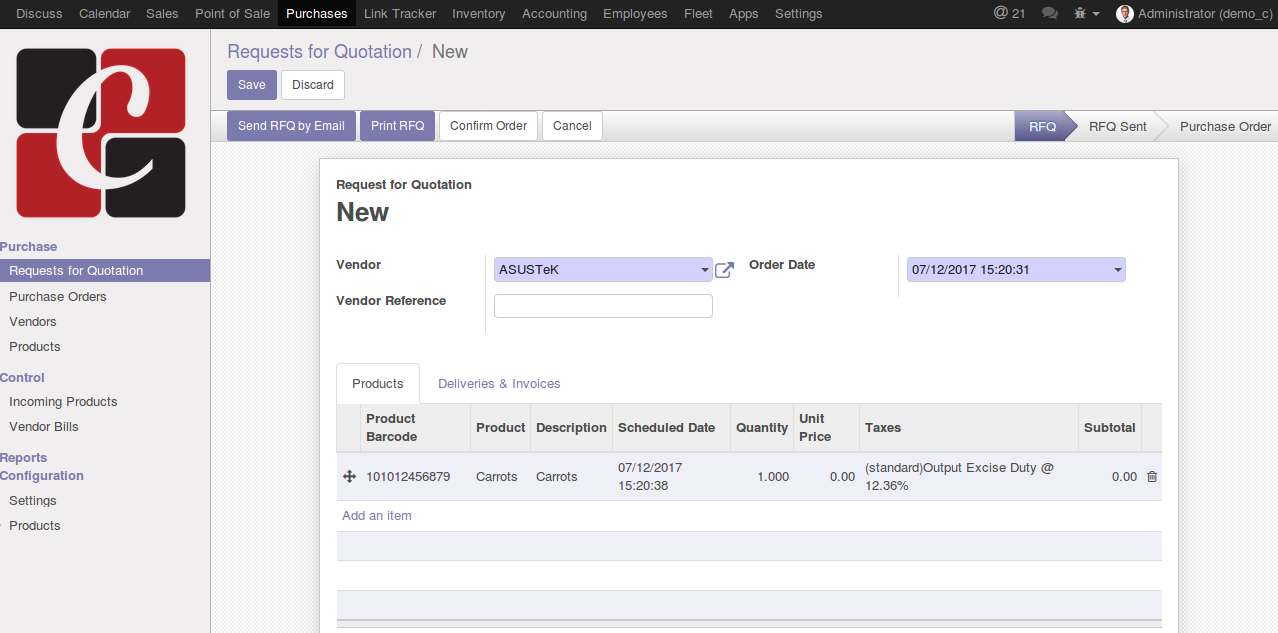 Discuss Calendar Sales Point of Sale Purchases Link Tracker Inventory Accounting Employees Fleet Apps Settings @ 21 Administrator (demo_c)
C
Requests for Quotation / New
Save Discard
Send RFQ by Email Print RFQ Confirm Order Cancel RFQ RFQ Sent Purchase Order
Purchase
Requests for Quotation
Purchase Orders
Vendors
Products
Control
Incoming Products
Vendor Bills
Reports
Configuration
Settings
Products
Request for Quotation
New
Vendor ASUSTeK Order Date 07/12/2017 15:20:31
Vendor Reference
Products Deliveries & Invoices
Product Barcode Product Description Scheduled Date Quantity Unit Price Taxes Subtotal
101012456879 Carrots Carrots 07/12/2017 15:20:38 1.000 0.00 (standard)Output Excise Duty @ 12.36% 0.00
Add an item